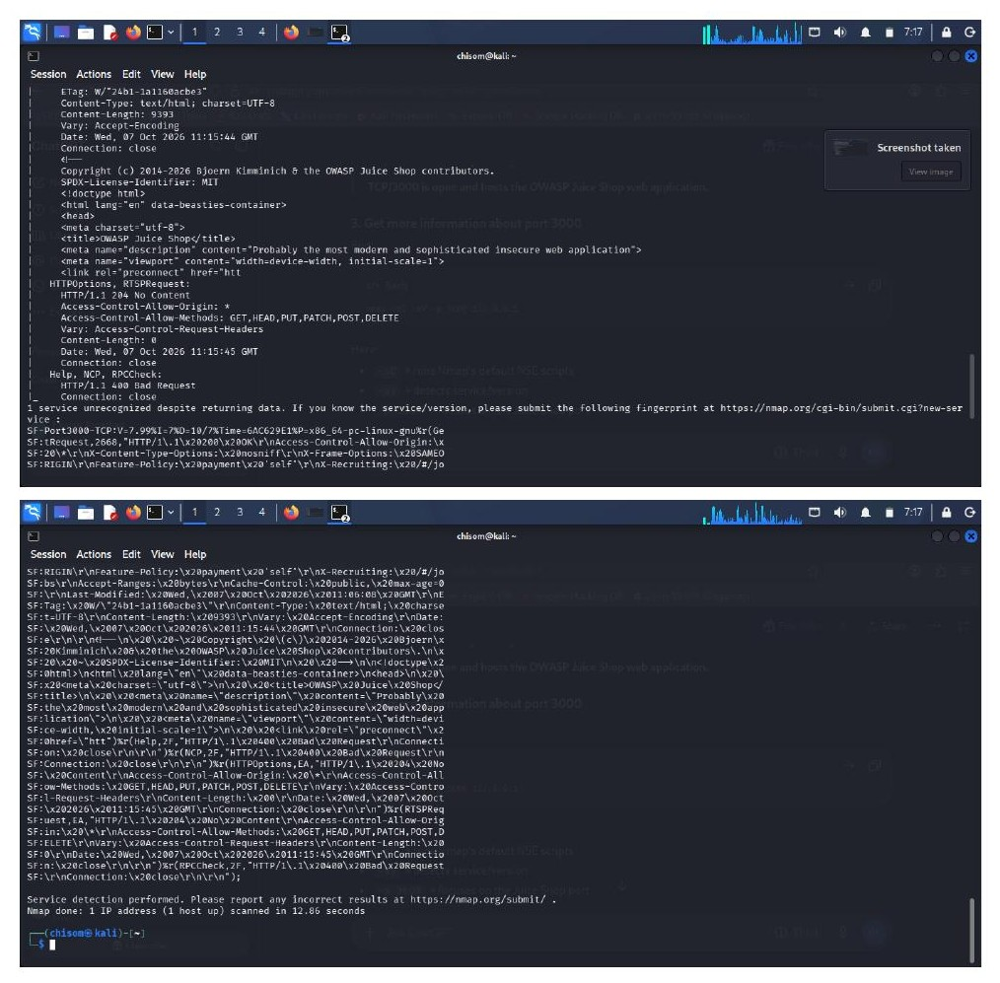 1 2 3 4 7:17
chisom@kali: ~
Session Actions Edit View Help
| ETag: W/"24b1-1a1160acbe3"
| Content-Type: text/html; charset=UTF-8
| Content-Length: 9393
| Vary: Accept-Encoding
| Date: Wed, 07 Oct 2026 11:15:44 GMT
| Connection: close
| <!--
| Copyright (c) 2014-2026 Bjoern Kimminich & the OWASP Juice Shop contributors.
| SPDX-License-Identifier: MIT
| <!doctype html>
| <html lang="en" data-beasties-container>
| <head>
| <meta charset="utf-8">
| <title>OWASP Juice Shop</title>
| <meta name="description" content="Probably the most modern and sophisticated insecure web application">
| <meta name="viewport" content="width=device-width, initial-scale=1">
| <link rel="preconnect" href="htt
| HTTPOptions, RTSPRequest:
| HTTP/1.1 204 No Content
| Access-Control-Allow-Origin: *
| Access-Control-Allow-Methods: GET,HEAD,PUT,PATCH,POST,DELETE
| Vary: Access-Control-Request-Headers
| Content-Length: 0
| Date: Wed, 07 Oct 2026 11:15:45 GMT
| Connection: close
| Help, NCP, RPCCheck:
| HTTP/1.1 400 Bad Request
|_ Connection: close
1 service unrecognized despite returning data. If you know the service/version, please submit the following fingerprint at https://nmap.org/cgi-bin/submit.cgi?new-ser
vice :
SF-Port3000-TCP:V=7.99%I=7%D=10/7%Time=6AC629E1%P=x86_64-pc-linux-gnu%r(Ge
SF:tRequest,2668,"HTTP/1\.1\x20200\x20OK\r\nAccess-Control-Allow-Origin:\x
SF:20\*\r\nX-Content-Type-Options:\x20nosniff\r\nX-Frame-Options:\x20SAMEO
SF:RIGIN\r\nFeature-Policy:\x20payment\x20'self'\r\nX-Recruiting:\x20/#/jo
Screenshot taken
View image
TCP/3000 is open and hosts the OWASP Juice Shop web application.
3. Get more information about port 3000
1 2 3 4 7:17
chisom@kali: ~
Session Actions Edit View Help
SF:RIGIN\r\nFeature-Policy:\x20payment\x20'self'\r\nX-Recruiting:\x20/#/jo
SF:bs\r\nAccept-Ranges:\x20bytes\r\nCache-Control:\x20public,\x20max-age=0
SF:\r\nLast-Modified:\x20Wed,\x2007\x20Oct\x202026\x2011:06:08\x20GMT\r\nE
SF:Tag:\x20W/\"24b1-1a1160acbe3\"\r\nContent-Type:\x20text/html;\x20charse
SF:t=UTF-8\r\nContent-Length:\x209393\r\nVary:\x20Accept-Encoding\r\nDate:
SF:\x20Wed,\x2007\x20Oct\x202026\x2011:15:44\x20GMT\r\nConnection:\x20clos
SF:e\r\n\r\n<!--\n\x20\x20~\x20Copyright\x20\(c\)\x202014-2026\x20Bjoern\x
SF:20Kimminich\x20&\x20the\x20OWASP\x20Juice\x20Shop\x20contributors\.\n\x
SF:20\x20~\x20SPDX-License-Identifier:\x20MIT\n\x20\x20-->\n\n<!doctype\x2
SF:0html>\n<html\x20lang=\"en\"\x20data-beasties-container>\n<head>\n\x20\
SF:x20<meta\x20charset=\"utf-8\">\n\x20\x20<title>OWASP\x20Juice\x20Shop</
SF:title>\n\x20\x20<meta\x20name=\"description\"\x20content=\"Probably\x20
SF:the\x20most\x20modern\x20and\x20sophisticated\x20insecure\x20web\x20app
SF:lication\">\n\x20\x20<meta\x20name=\"viewport\"\x20content=\"width=devi
SF:ce-width,\x20initial-scale=1\">\n\x20\x20<link\x20rel=\"preconnect\"\x2
SF:0href=\"htt")%r(Help,2F,"HTTP/1\.1\x20400\x20Bad\x20Request\r\nConnecti
SF:on:\x20close\r\n\r\n")%r(NCP,2F,"HTTP/1\.1\x20400\x20Bad\x20Request\r\n
SF:Connection:\x20close\r\n\r\n")%r(HTTPOptions,EA,"HTTP/1\.1\x20204\x20No
SF:\x20Content\r\nAccess-Control-Allow-Origin:\x20\*\r\nAccess-Control-All
SF:ow-Methods:\x20GET,HEAD,PUT,PATCH,POST,DELETE\r\nVary:\x20Access-Contro
SF:l-Request-Headers\r\nContent-Length:\x200\r\nDate:\x20Wed,\x2007\x20Oct
SF:\x202026\x2011:15:45\x20GMT\r\nConnection:\x20close\r\n\r\n")%r(RTSPReq
SF:uest,EA,"HTTP/1\.1\x20204\x20No\x20Content\r\nAccess-Control-Allow-Orig
SF:in:\x20\*\r\nAccess-Control-Allow-Methods:\x20GET,HEAD,PUT,PATCH,POST,D
SF:ELETE\r\nVary:\x20Access-Control-Request-Headers\r\nContent-Length:\x20
SF:0\r\nDate:\x20Wed,\x2007\x20Oct\x202026\x2011:15:45\x20GMT\r\nConnectio
SF:n:\x20close\r\n\r\n")%r(RPCCheck,2F,"HTTP/1\.1\x20400\x20Bad\x20Request
SF:\r\nConnection:\x20close\r\n\r\n");
Service detection performed. Please report any incorrect results at https://nmap.org/submit/ .
Nmap done: 1 IP address (1 host up) scanned in 12.86 seconds
(chisom㉿kali)-[~]
$